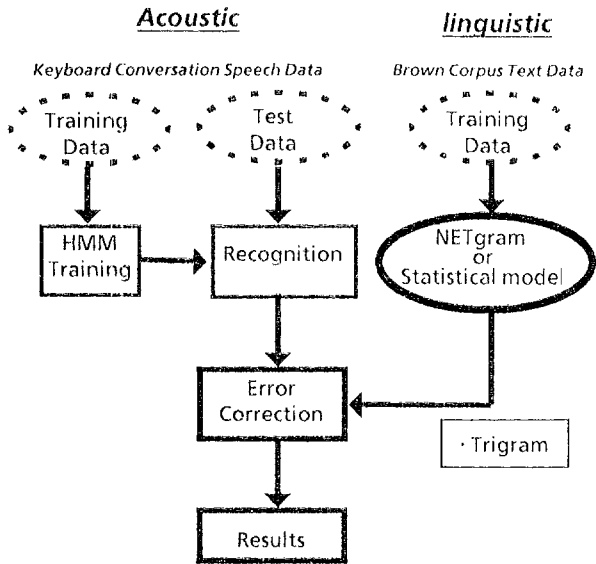 Acoustic
linguistic
Keyboard Conversation Speech Data
Brown Corpus Text Data
Training
Data
Test
Data
Training
Data
HMM
Training
Recognition
NETgram
or
Statistical model
Error
Correction
· Trigram
Results